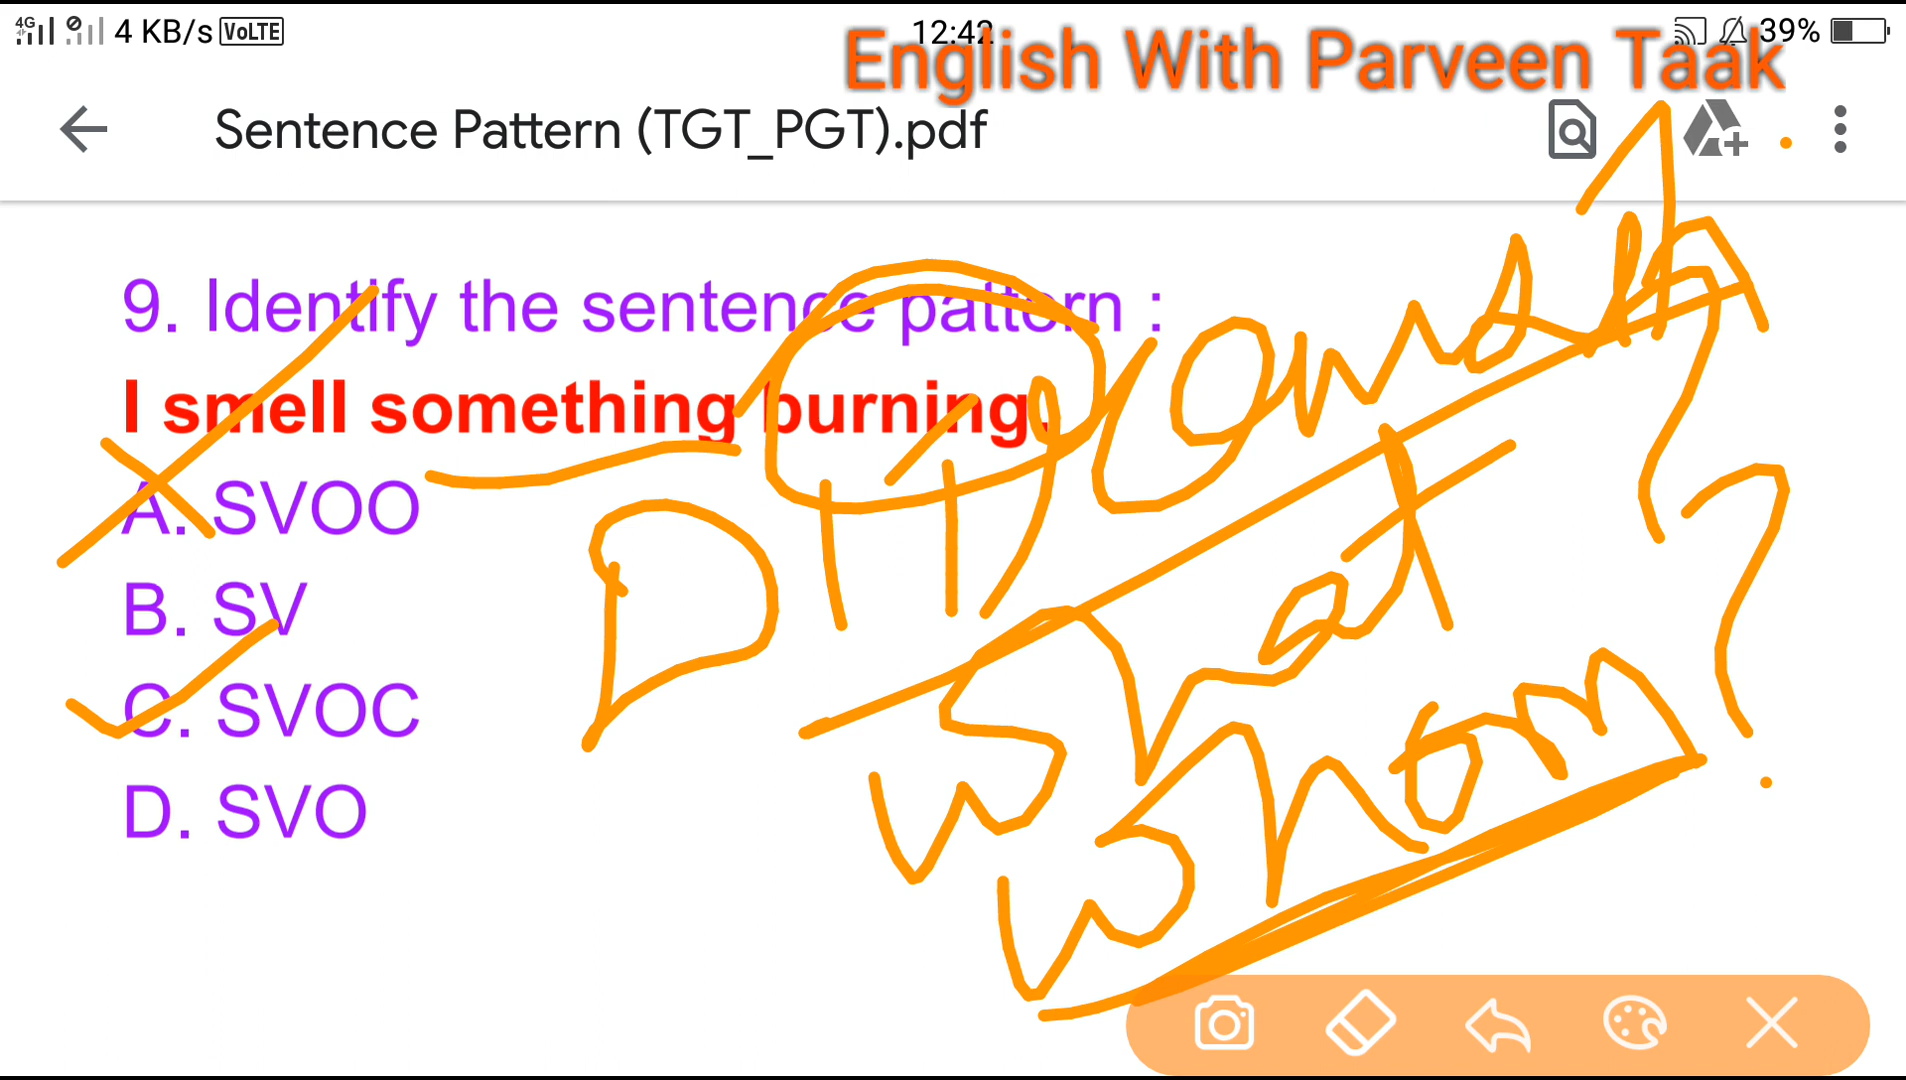 4G 4 KB/s VoLTE 12:42 39%
English With Parveen Taak
Sentence Pattern (TGT_PGT).pdf
9. Identify the sentence pattern :
I smell something burning.
A. SVOO
B. SV
C. SVOC
D. SVO
What
Whom ?